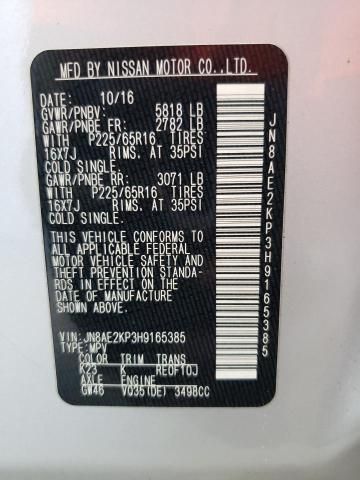 MFD BY NISSAN MOTOR CO.,LTD.
DATE: 10/16
GVWR/PNBV: 5818 LB
GAWR/PNBE FR: 2782 LB
WITH P225/65R16 TIRES
16X7J RIMS. AT 35PSI
COLD SINGLE.
GAWR/PNBE RR: 3071 LB
WITH P225/65R16 TIRES
16X7J RIMS. AT 35PSI
COLD SINGLE.
THIS VEHICLE CONFORMS TO
ALL APPLICABLE FEDERAL
MOTOR VEHICLE SAFETY AND
THEFT PREVENTION STANDA-
RDS IN EFFECT ON THE
DATE OF MANUFACTURE
SHOWN ABOVE.
VIN: JN8AE2KP3H9165385
TYPE: MPV
COLOR TRIM TRANS
K23 K RE0F10J
AXLE ENGINE
GW46 VQ35(DE) 3498CC
JN8AE2KP3H9165385